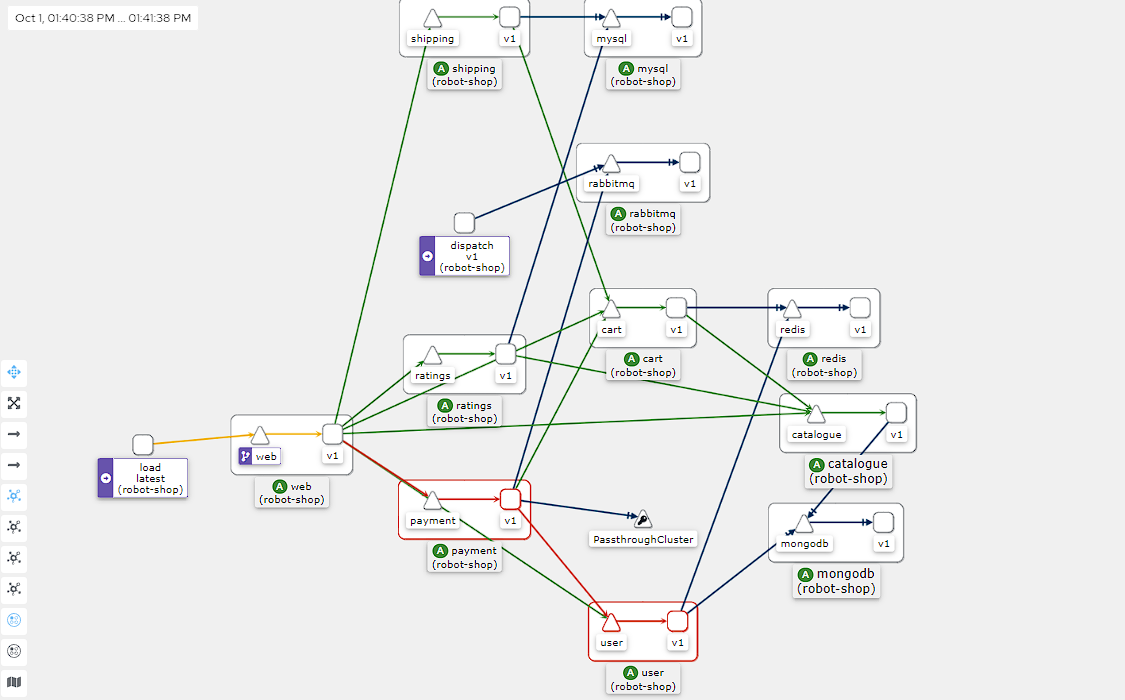 Oct 1, 01:40:38 PM ... 01:41:38 PM
shipping
v1
A shipping
(robot-shop)
mysql
v1
A mysql
(robot-shop)
rabbitmq
v1
A rabbitmq
(robot-shop)
dispatch
v1
(robot-shop)
cart
v1
A cart
(robot-shop)
redis
v1
A redis
(robot-shop)
ratings
v1
A ratings
(robot-shop)
catalogue
v1
A catalogue
(robot-shop)
load
latest
(robot-shop)
web
v1
A web
(robot-shop)
payment
v1
A payment
(robot-shop)
PassthroughCluster
mongodb
v1
A mongodb
(robot-shop)
user
v1
A user
(robot-shop)